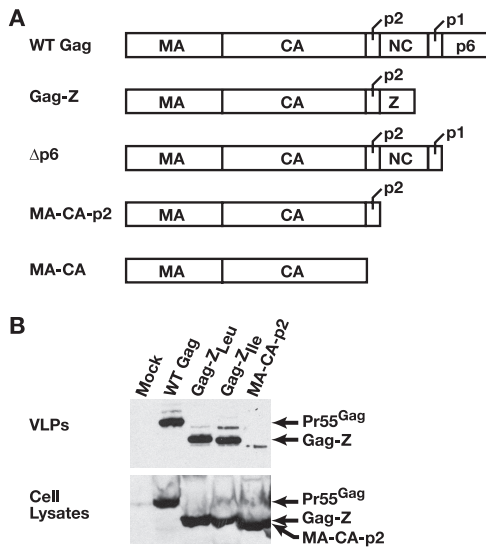 A
p2 p1
WT Gag MA CA NC p6
p2
Gag-Z MA CA Z
p2 p1
Δp6 MA CA NC
p2
MA-CA-p2 MA CA
MA-CA MA CA
B
Mock WT Gag Gag-ZLeu Gag-ZIle MA-CA-p2
VLPs
Pr55Gag
Gag-Z
Cell
Lysates
Pr55Gag
Gag-Z
MA-CA-p2